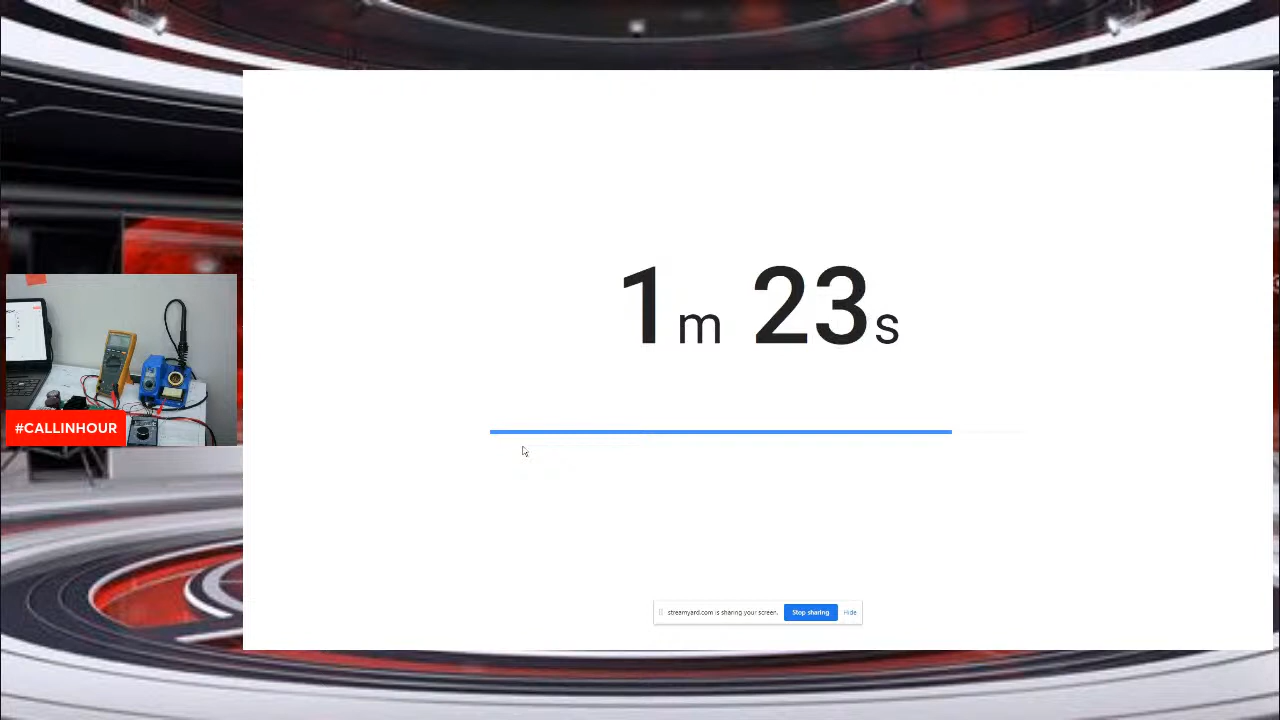 1m 23s
#CALLINHOUR
streamyard.com is sharing your screen.
Stop sharing
Hide